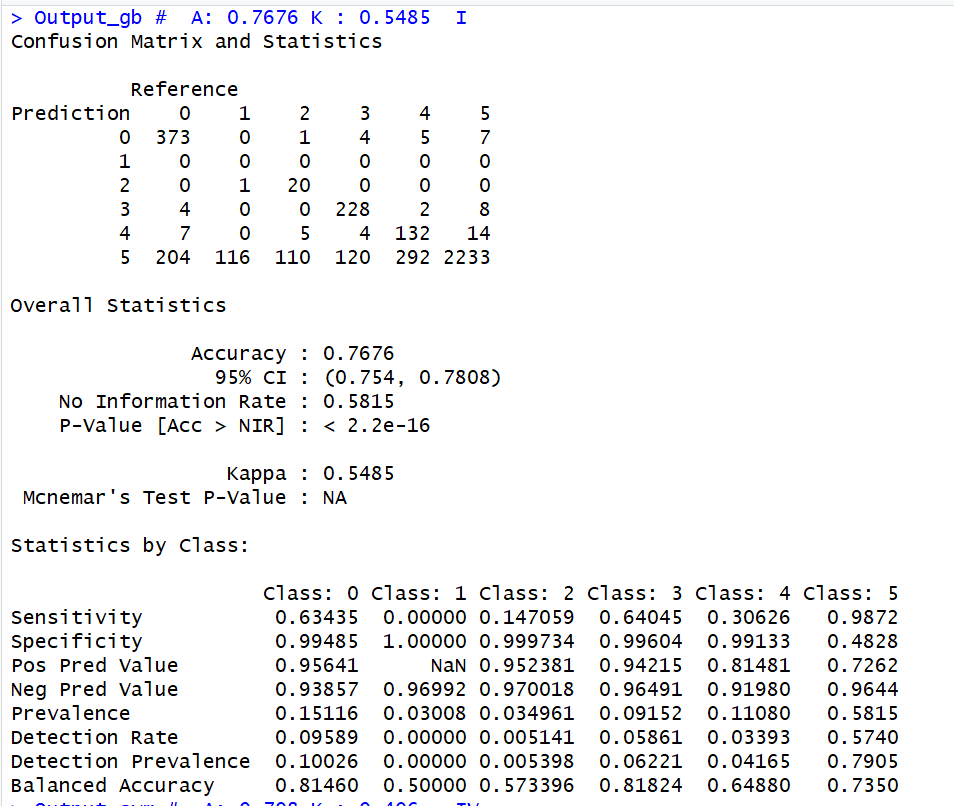 > Output_gb #  A: 0.7676 K : 0.5485  I
Confusion Matrix and Statistics
Reference
Prediction    0    1    2    3    4    5
0  373    0    1    4    5    7
1    0    0    0    0    0    0
2    0    1   20    0    0    0
3    4    0    0  228    2    8
4    7    0    5    4  132   14
5  204  116  110  120  292 2233
Overall Statistics
Accuracy : 0.7676
95% CI : (0.754, 0.7808)
No Information Rate : 0.5815
P-Value [Acc > NIR] : < 2.2e-16
Kappa : 0.5485
Mcnemar's Test P-Value : NA
Statistics by Class:
Class: 0 Class: 1 Class: 2 Class: 3 Class: 4 Class: 5
Sensitivity           0.63435  0.00000 0.147059  0.64045  0.30626   0.9872
Specificity           0.99485  1.00000 0.999734  0.99604  0.99133   0.4828
Pos Pred Value        0.95641      NaN 0.952381  0.94215  0.81481   0.7262
Neg Pred Value        0.93857  0.96992 0.970018  0.96491  0.91980   0.9644
Prevalence            0.15116  0.03008 0.034961  0.09152  0.11080   0.5815
Detection Rate        0.09589  0.00000 0.005141  0.05861  0.03393   0.5740
Detection Prevalence  0.10026  0.00000 0.005398  0.06221  0.04165   0.7905
Balanced Accuracy     0.81460  0.50000 0.573396  0.81824  0.64880   0.7350